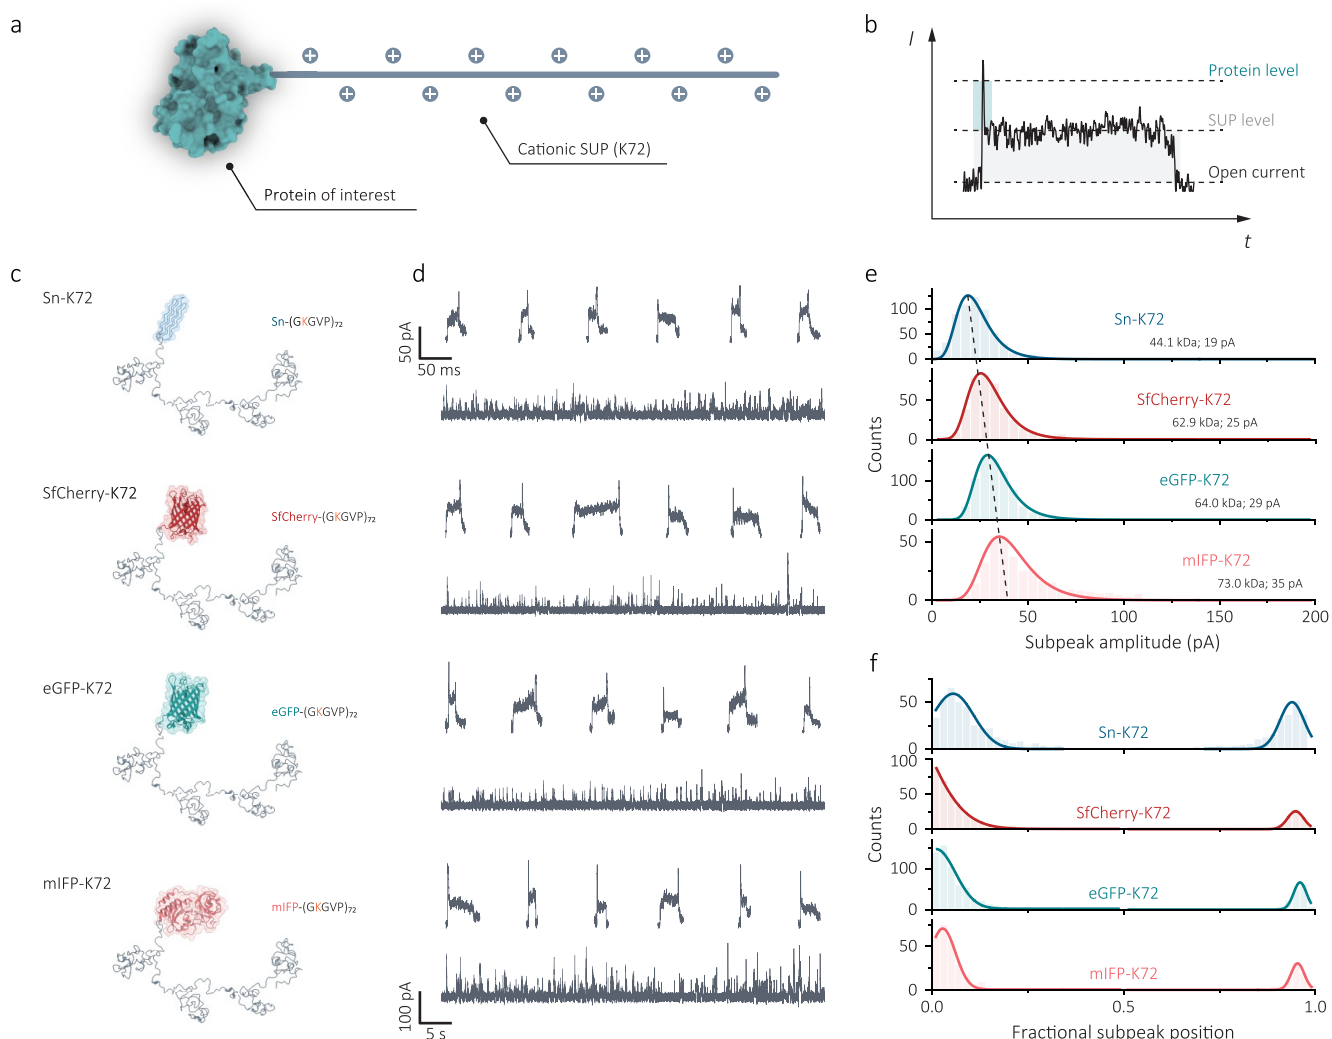 a
Cationic SUP (K72)
Protein of interest
b
I
Protein level
SUP level
Open current
t
c
Sn-K72
Sn-(GKGVP)₇₂
SfCherry-K72
SfCherry-(GKGVP)₇₂
eGFP-K72
eGFP-(GKGVP)₇₂
mIFP-K72
mIFP-(GKGVP)₇₂
d
50 pA
50 ms
100 pA
5 s
e
Counts
100
50
0
Sn-K72
44.1 kDa; 19 pA
50
0
SfCherry-K72
62.9 kDa; 25 pA
100
0
eGFP-K72
64.0 kDa; 29 pA
50
0
mIFP-K72
73.0 kDa; 35 pA
0 50 100 150 200
Subpeak amplitude (pA)
f
Counts
50
0
Sn-K72
100
50
0
SfCherry-K72
100
0
eGFP-K72
50
0
mIFP-K72
0.0 0.5 1.0
Fractional subpeak position